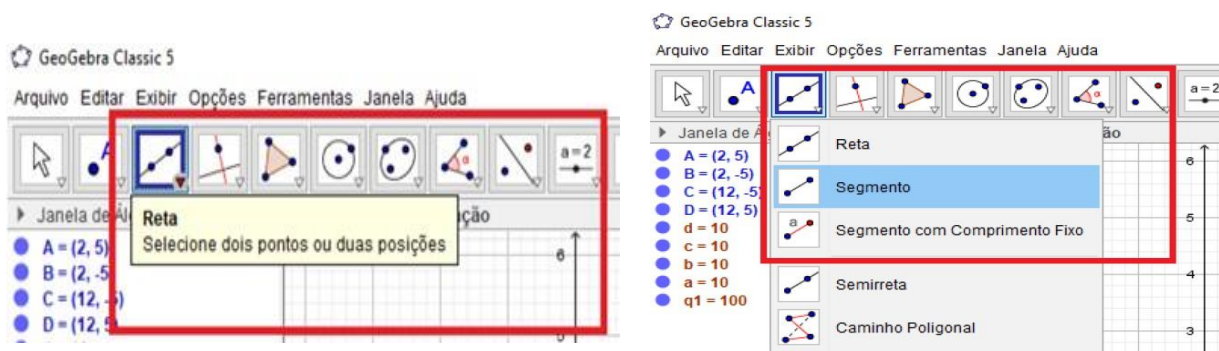 GeoGebra Classic 5
Arquivo Editar Exibir Opções Ferramentas Janela Ajuda
A
α
a=2
Janela de Ál
Reta
Selecione dois pontos ou duas posições
ção
A = (2, 5)
B = (2, -5
C = (12, -5)
D = (12, 5)
6
GeoGebra Classic 5
Arquivo Editar Exibir Opções Ferramentas Janela Ajuda
A
α
a=2
Janela de Á
ão
A = (2, 5)
B = (2, -5)
C = (12, -5)
D = (12, 5)
d = 10
c = 10
b = 10
a = 10
q1 = 100
Reta
Segmento
a
Segmento com Comprimento Fixo
Semirreta
Caminho Poligonal
6
5
4
3